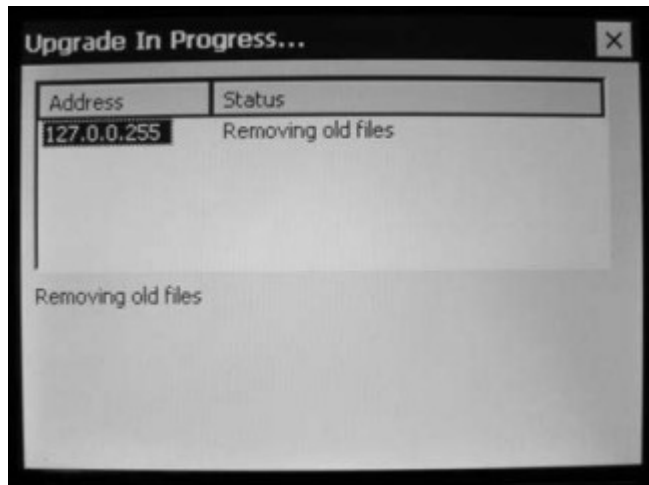 Upgrade In Progress...
Address Status
127.0.0.255 Removing old files
Removing old files